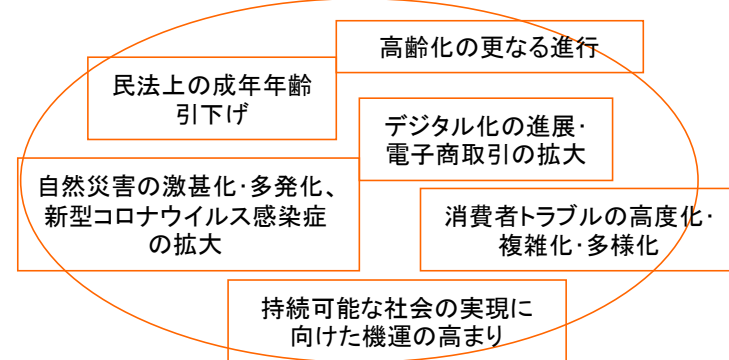 高齢化の更なる進行
民法上の成年年齢
引下げ
デジタル化の進展･
電子商取引の拡大
自然災害の激甚化･多発化、
新型コロナウイルス感染症
の拡大
消費者トラブルの高度化･
複雑化･多様化
持続可能な社会の実現に
向けた機運の高まり